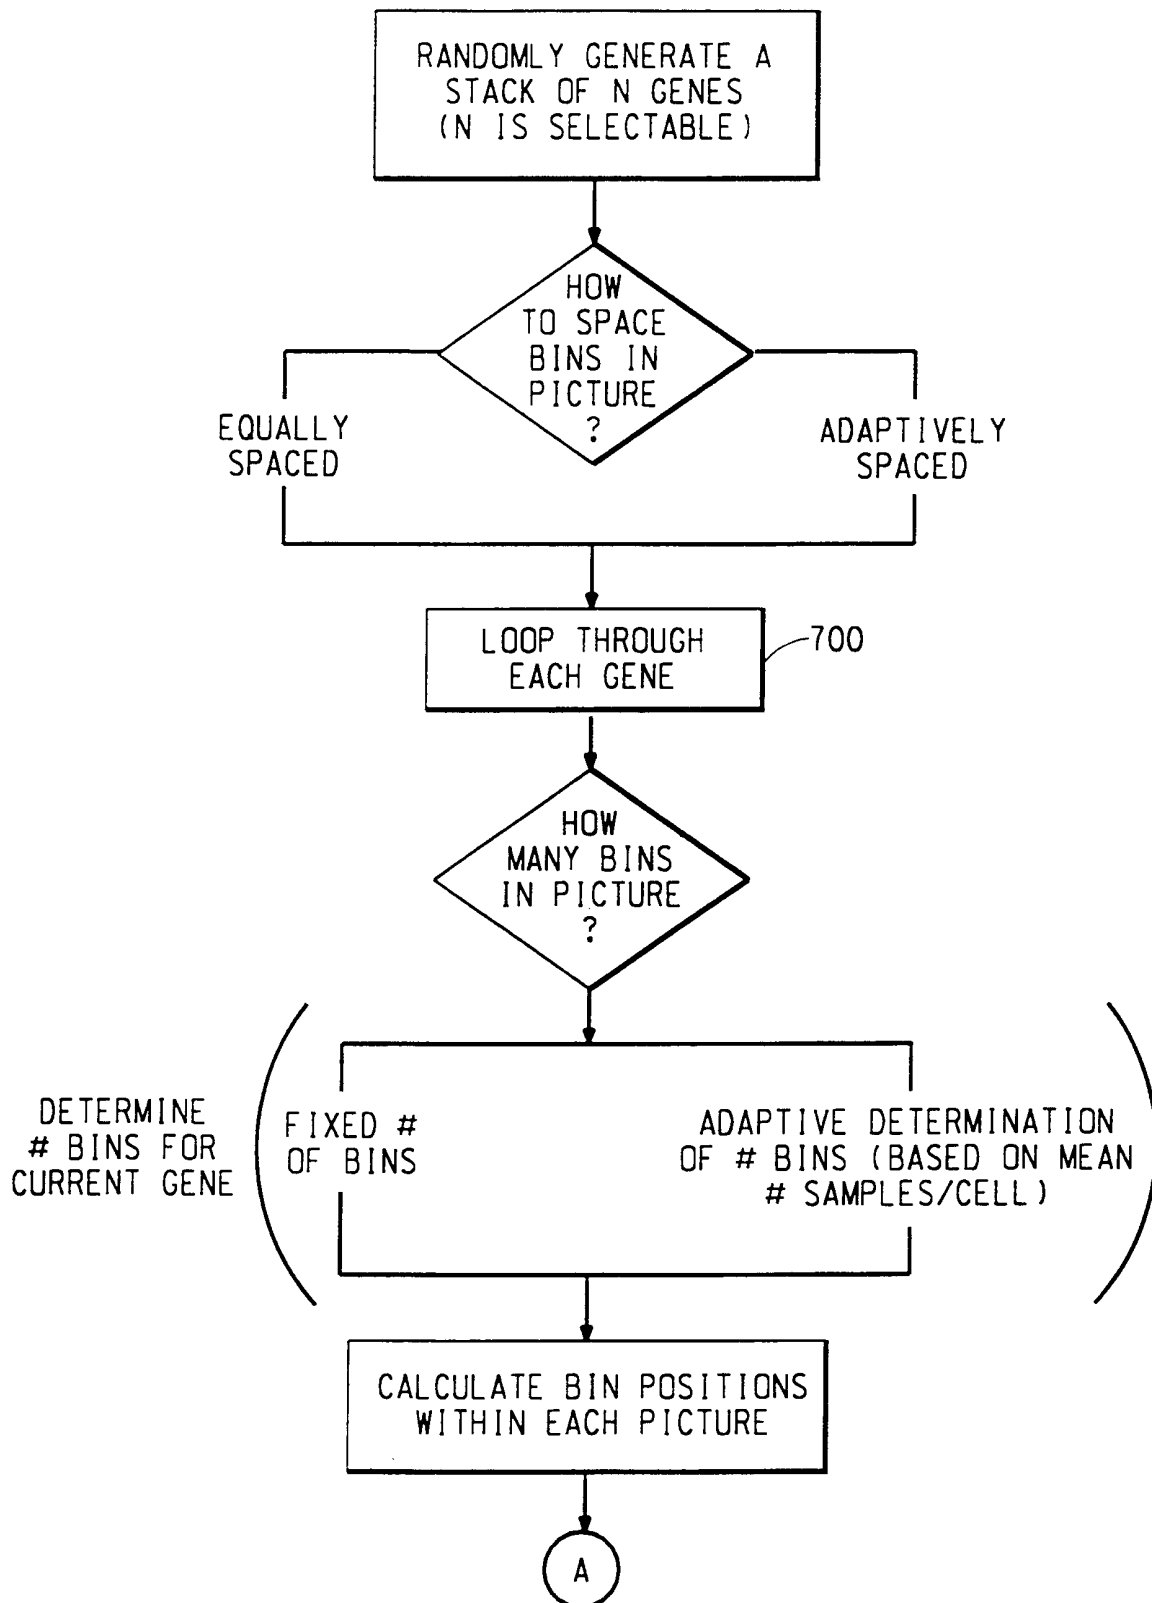 RANDOMLY GENERATE A
STACK OF N GENES
(N IS SELECTABLE)
HOW
TO SPACE
BINS IN
PICTURE
?
EQUALLY
SPACED
ADAPTIVELY
SPACED
LOOP THROUGH
EACH GENE
700
HOW
MANY BINS
IN PICTURE
?
DETERMINE
# BINS FOR
CURRENT GENE
FIXED #
OF BINS
ADAPTIVE DETERMINATION
OF # BINS (BASED ON MEAN
# SAMPLES/CELL)
CALCULATE BIN POSITIONS
WITHIN EACH PICTURE
A